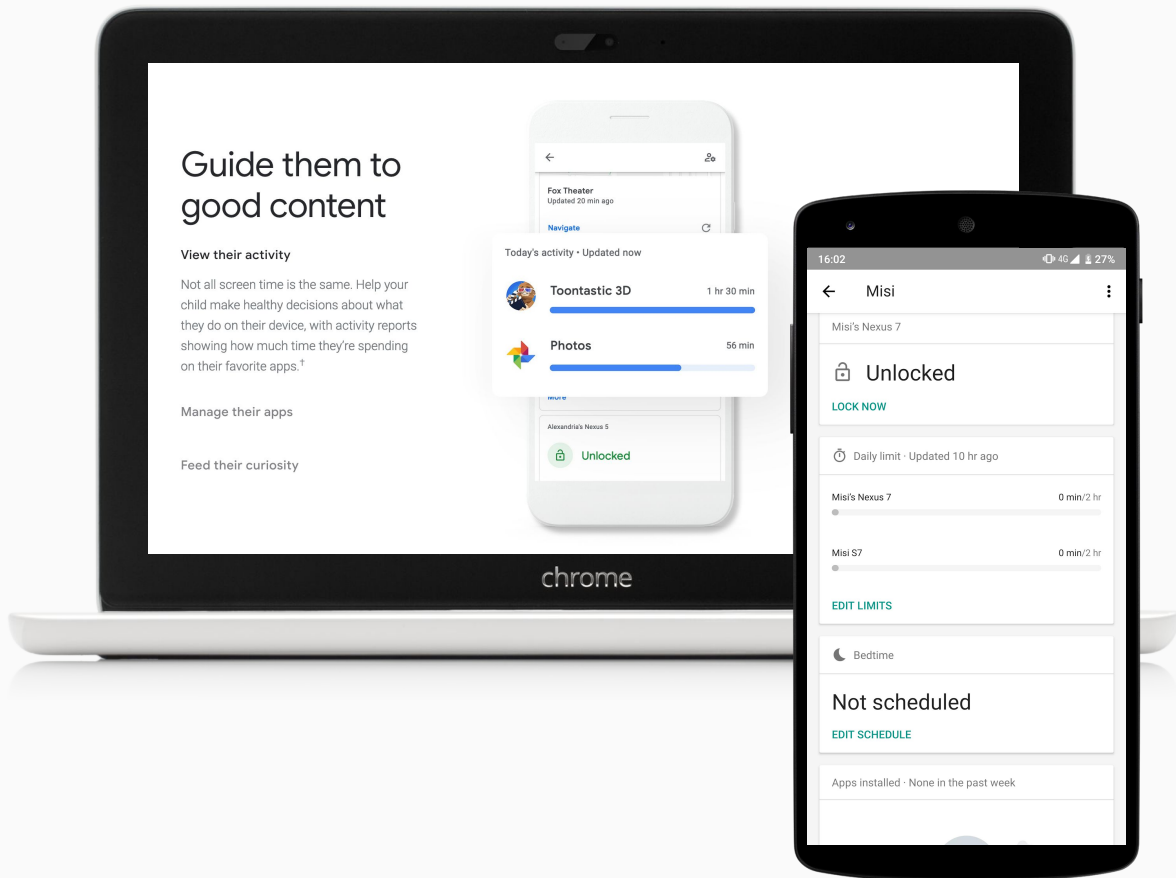 Guide them to
good content
View their activity
Not all screen time is the same. Help your
child make healthy decisions about what
they do on their device, with activity reports
showing how much time they're spending
on their favorite apps.†
Manage their apps
Feed their curiosity
Fox Theater
Updated 20 min ago
Navigate
Today's activity • Updated now
Toontastic 3D 1 hr 30 min
Photos 56 min
More
Alexandria's Nexus 5
Unlocked
chrome
16:02 4G 27%
Misi
Misi's Nexus 7
Unlocked
LOCK NOW
Daily limit · Updated 10 hr ago
Misi's Nexus 7 0 min/2 hr
Misi S7 0 min/2 hr
EDIT LIMITS
Bedtime
Not scheduled
EDIT SCHEDULE
Apps installed · None in the past week